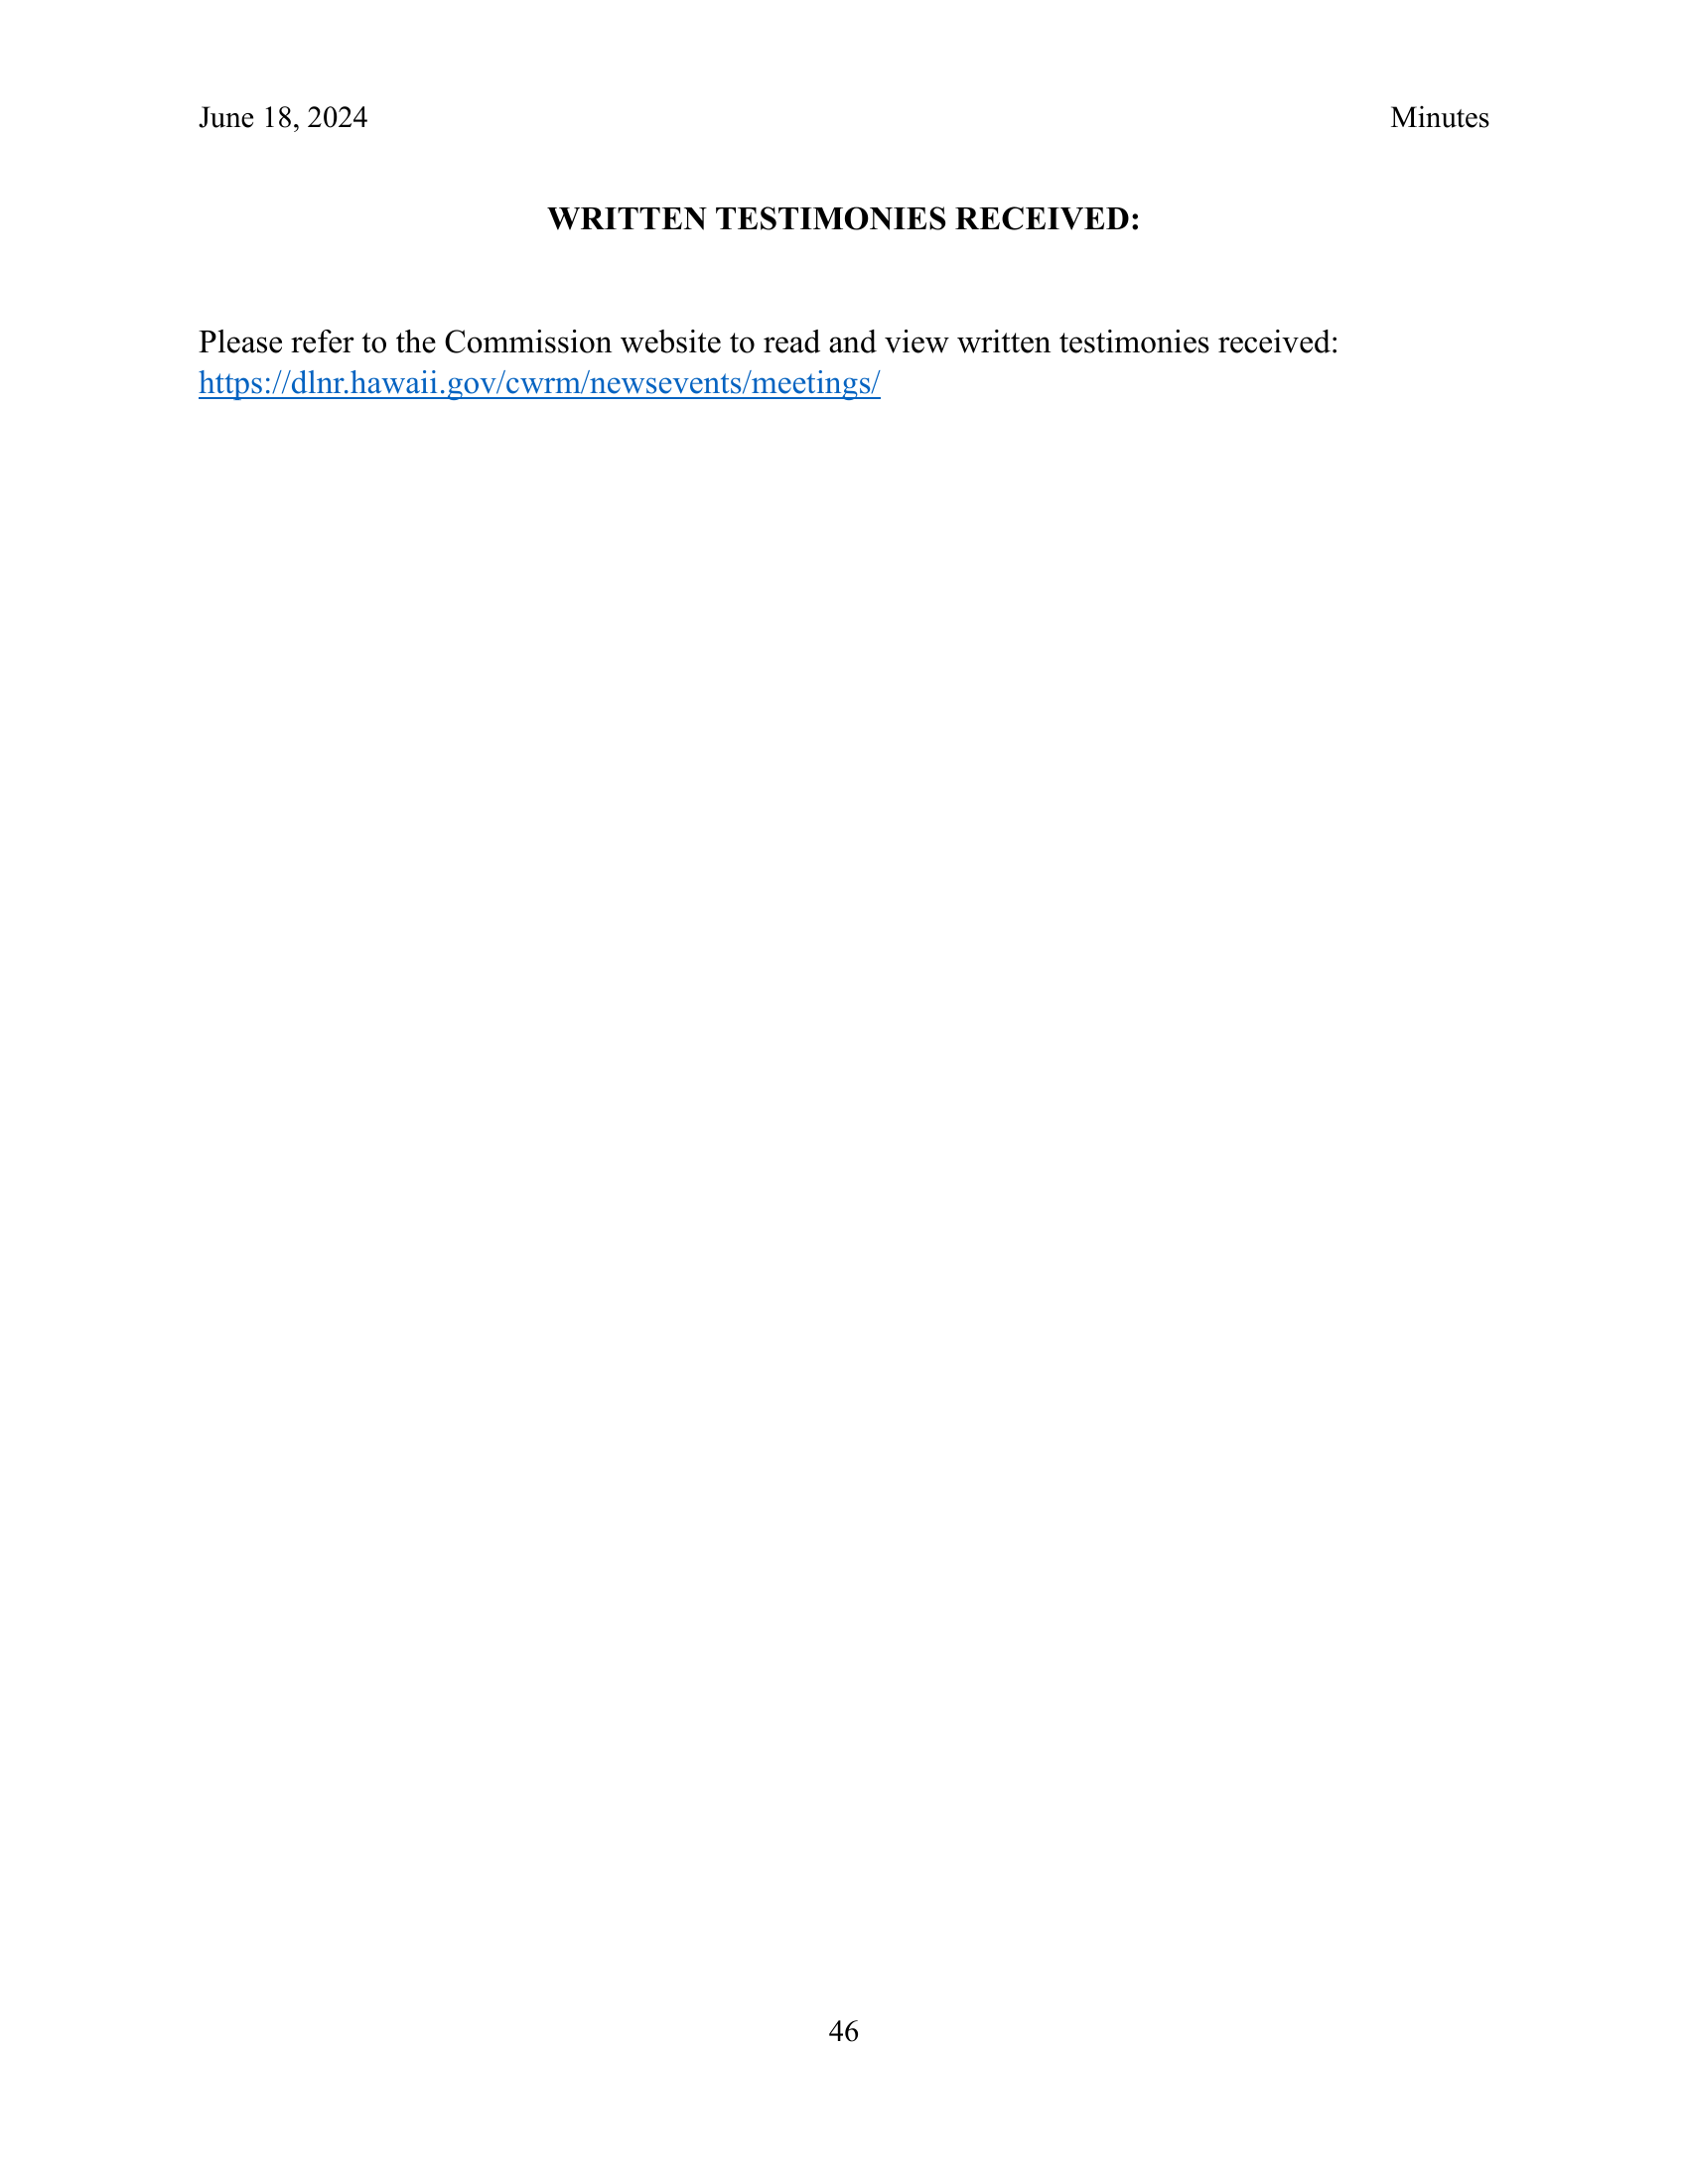 June 18, 2024 Minutes
WRITTEN TESTIMONIES RECEIVED:
Please refer to the Commission website to read and view written testimonies received:
https://dlnr.hawaii.gov/cwrm/newsevents/meetings/
46